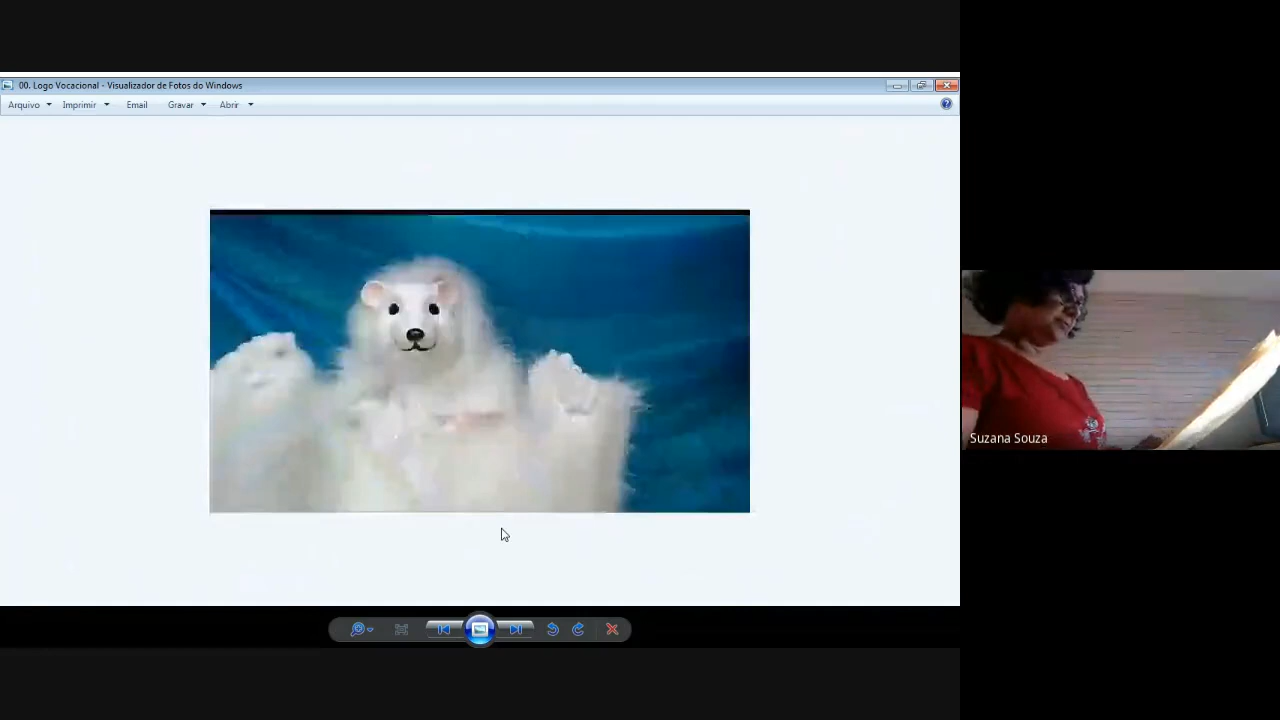 00. Logo Vocacional - Visualizador de Fotos do Windows
Arquivo Imprimir Email Gravar Abrir
Suzana Souza